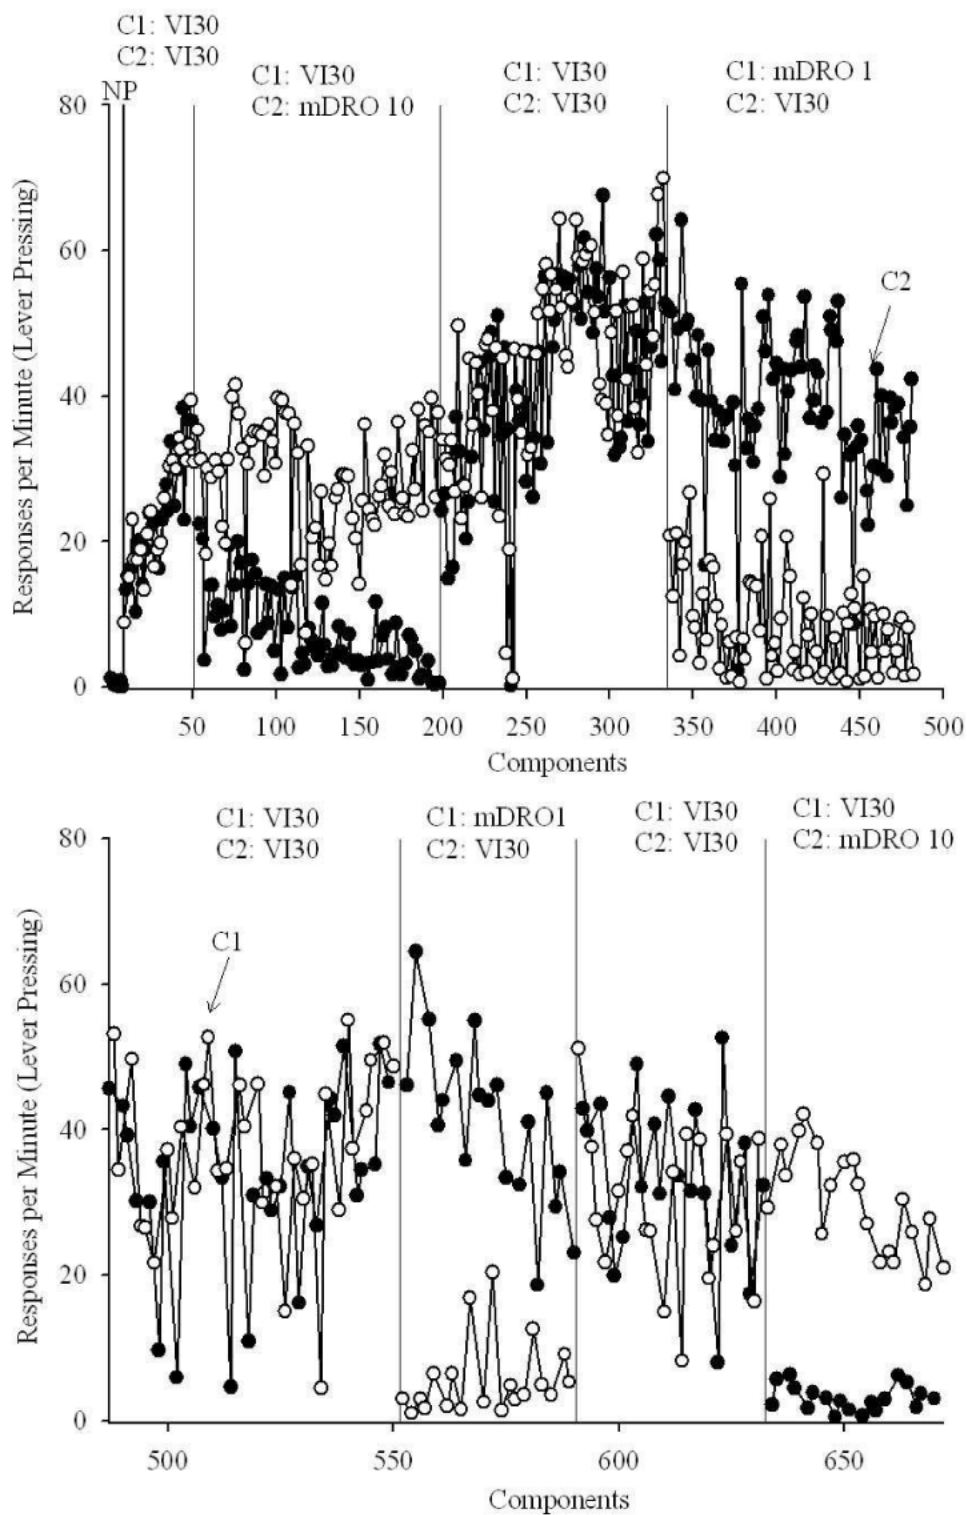 C1: VI30
C2: VI30
C1: VI30
C2: mDRO 10
C1: VI30
C2: VI30
C1: mDRO 1
C2: VI30
NP
80
60
40
20
0
Responses per Minute (Lever Pressing)
C2
50
100
150
200
250
300
350
400
450
500
Components
C1: VI30
C2: VI30
C1: mDRO1
C2: VI30
C1: VI30
C2: VI30
C1: VI30
C2: mDRO 10
80
60
40
20
0
Responses per Minute (Lever Pressing)
C1
500
550
600
650
Components